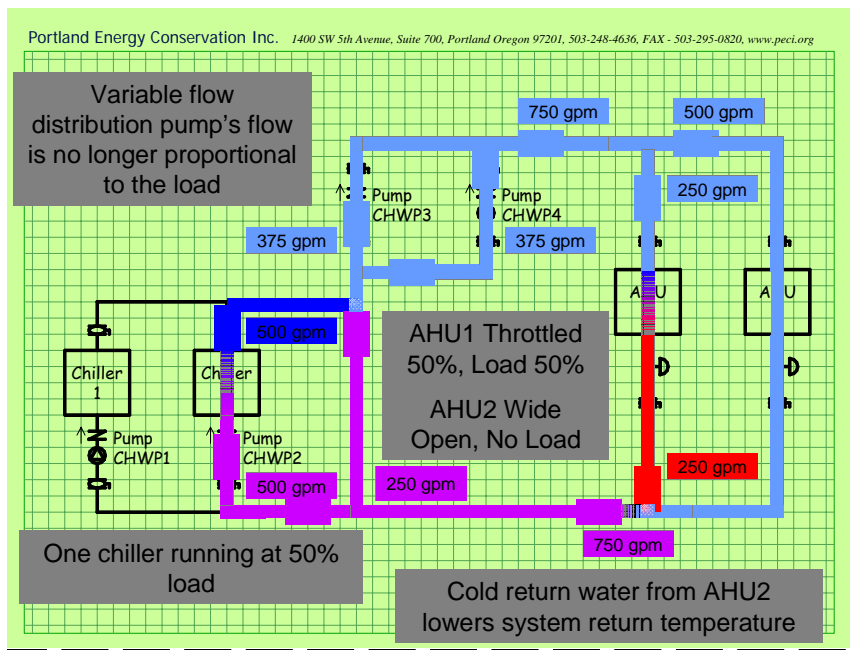 Portland Energy Conservation Inc. 1400 SW 5th Avenue, Suite 700, Portland Oregon 97201, 503-248-4636, FAX - 503-295-0820, www.peci.org
Variable flow
distribution pump's flow
is no longer proportional
to the load
750 gpm
500 gpm
250 gpm
Pump
CHWP3
Pump
CHWP4
375 gpm
375 gpm
500 gpm
AHU1 Throttled
50%, Load 50%
AHU2 Wide
Open, No Load
Chiller
1
Pump
CHWP1
Pump
CHWP2
500 gpm
250 gpm
250 gpm
750 gpm
One chiller running at 50%
load
Cold return water from AHU2
lowers system return temperature